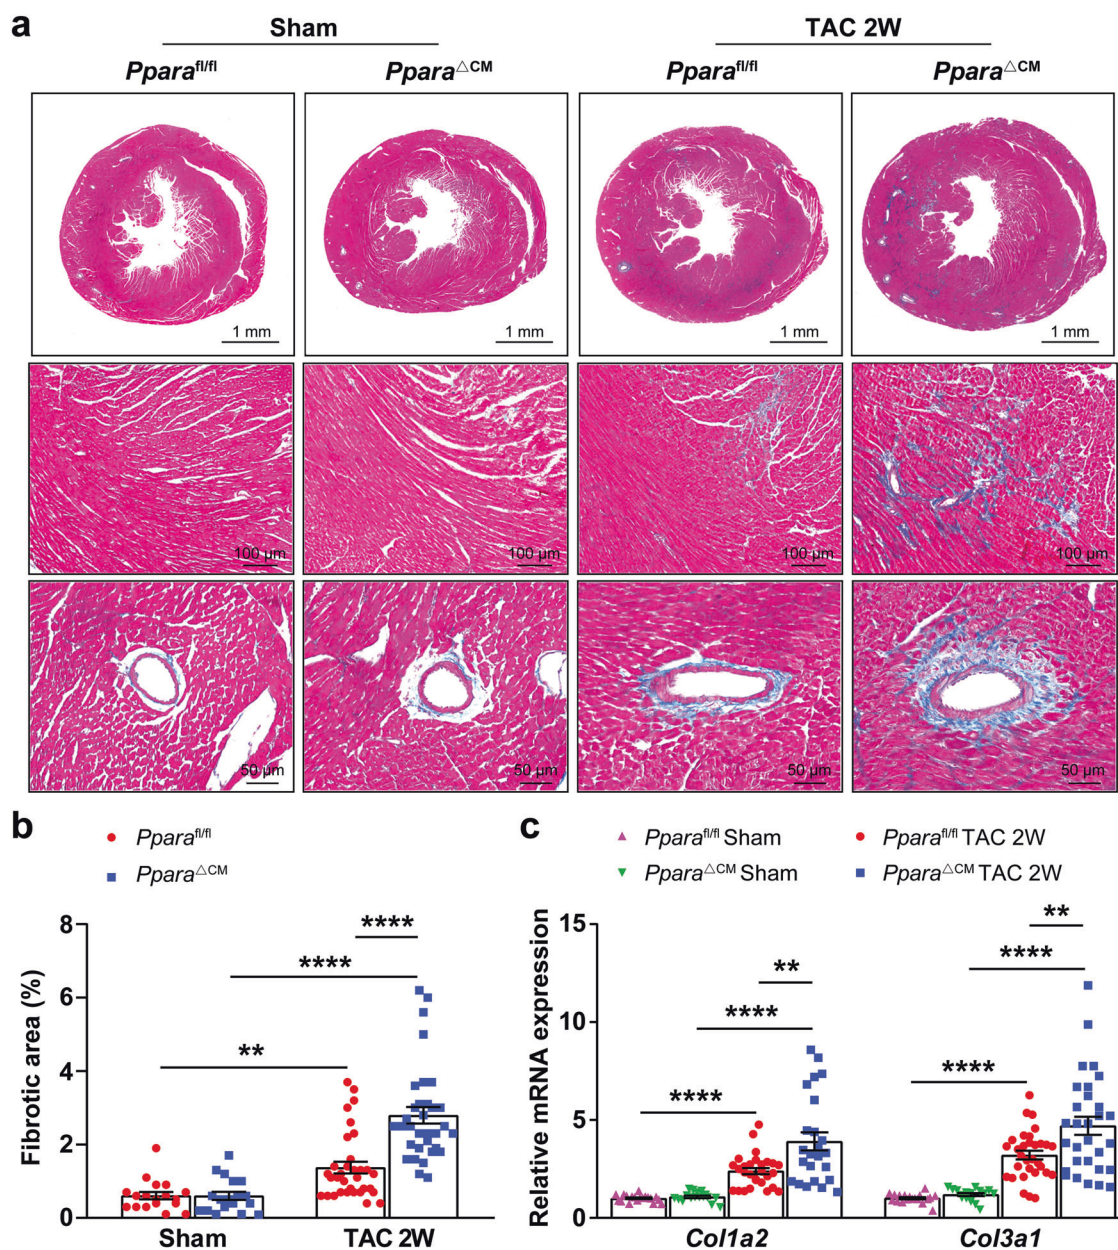 a
Sham
TAC 2W
Ppara^fl/fl
Ppara^△CM
Ppara^fl/fl
Ppara^△CM
1 mm
1 mm
1 mm
1 mm
100 µm
100 µm
100 µm
100 µm
50 µm
50 µm
50 µm
50 µm
b
Ppara^fl/fl
Ppara^△CM
Fibrotic area (%)
8
6
4
2
0
**
****
****
Sham
TAC 2W
c
Ppara^fl/fl Sham
Ppara^fl/fl TAC 2W
Ppara^△CM Sham
Ppara^△CM TAC 2W
Relative mRNA expression
15
10
5
0
****
****
**
****
****
**
Col1a2
Col3a1